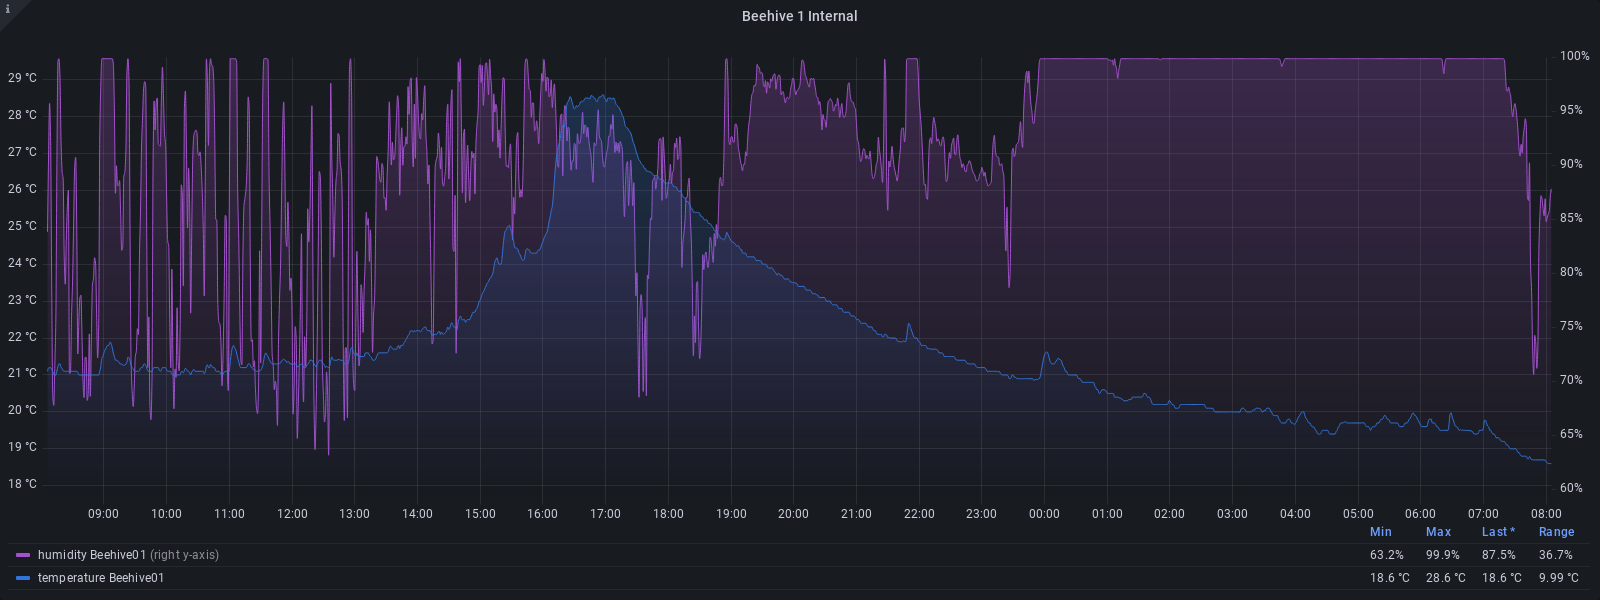 i
Beehive 1 Internal
29 °C
28 °C
27 °C
26 °C
25 °C
24 °C
23 °C
22 °C
21 °C
20 °C
19 °C
18 °C
100%
95%
90%
85%
80%
75%
70%
65%
60%
09:00 10:00 11:00 12:00 13:00 14:00 15:00 16:00 17:00 18:00 19:00 20:00 21:00 22:00 23:00 00:00 01:00 02:00 03:00 04:00 05:00 06:00 07:00 08:00
Min Max Last * Range
humidity Beehive01 (right y-axis) 63.2% 99.9% 87.5% 36.7%
temperature Beehive01 18.6 °C 28.6 °C 18.6 °C 9.99 °C